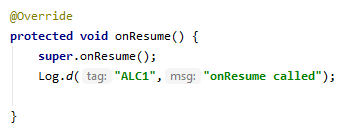 @Override
protected void onResume() {
super.onResume();
Log.d( tag: "ALC1", msg: "onResume called");
}